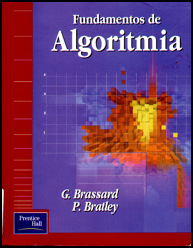 Fundamentos de
Algoritmia
G. Brassard
P. Bratley
Prentice
Hall